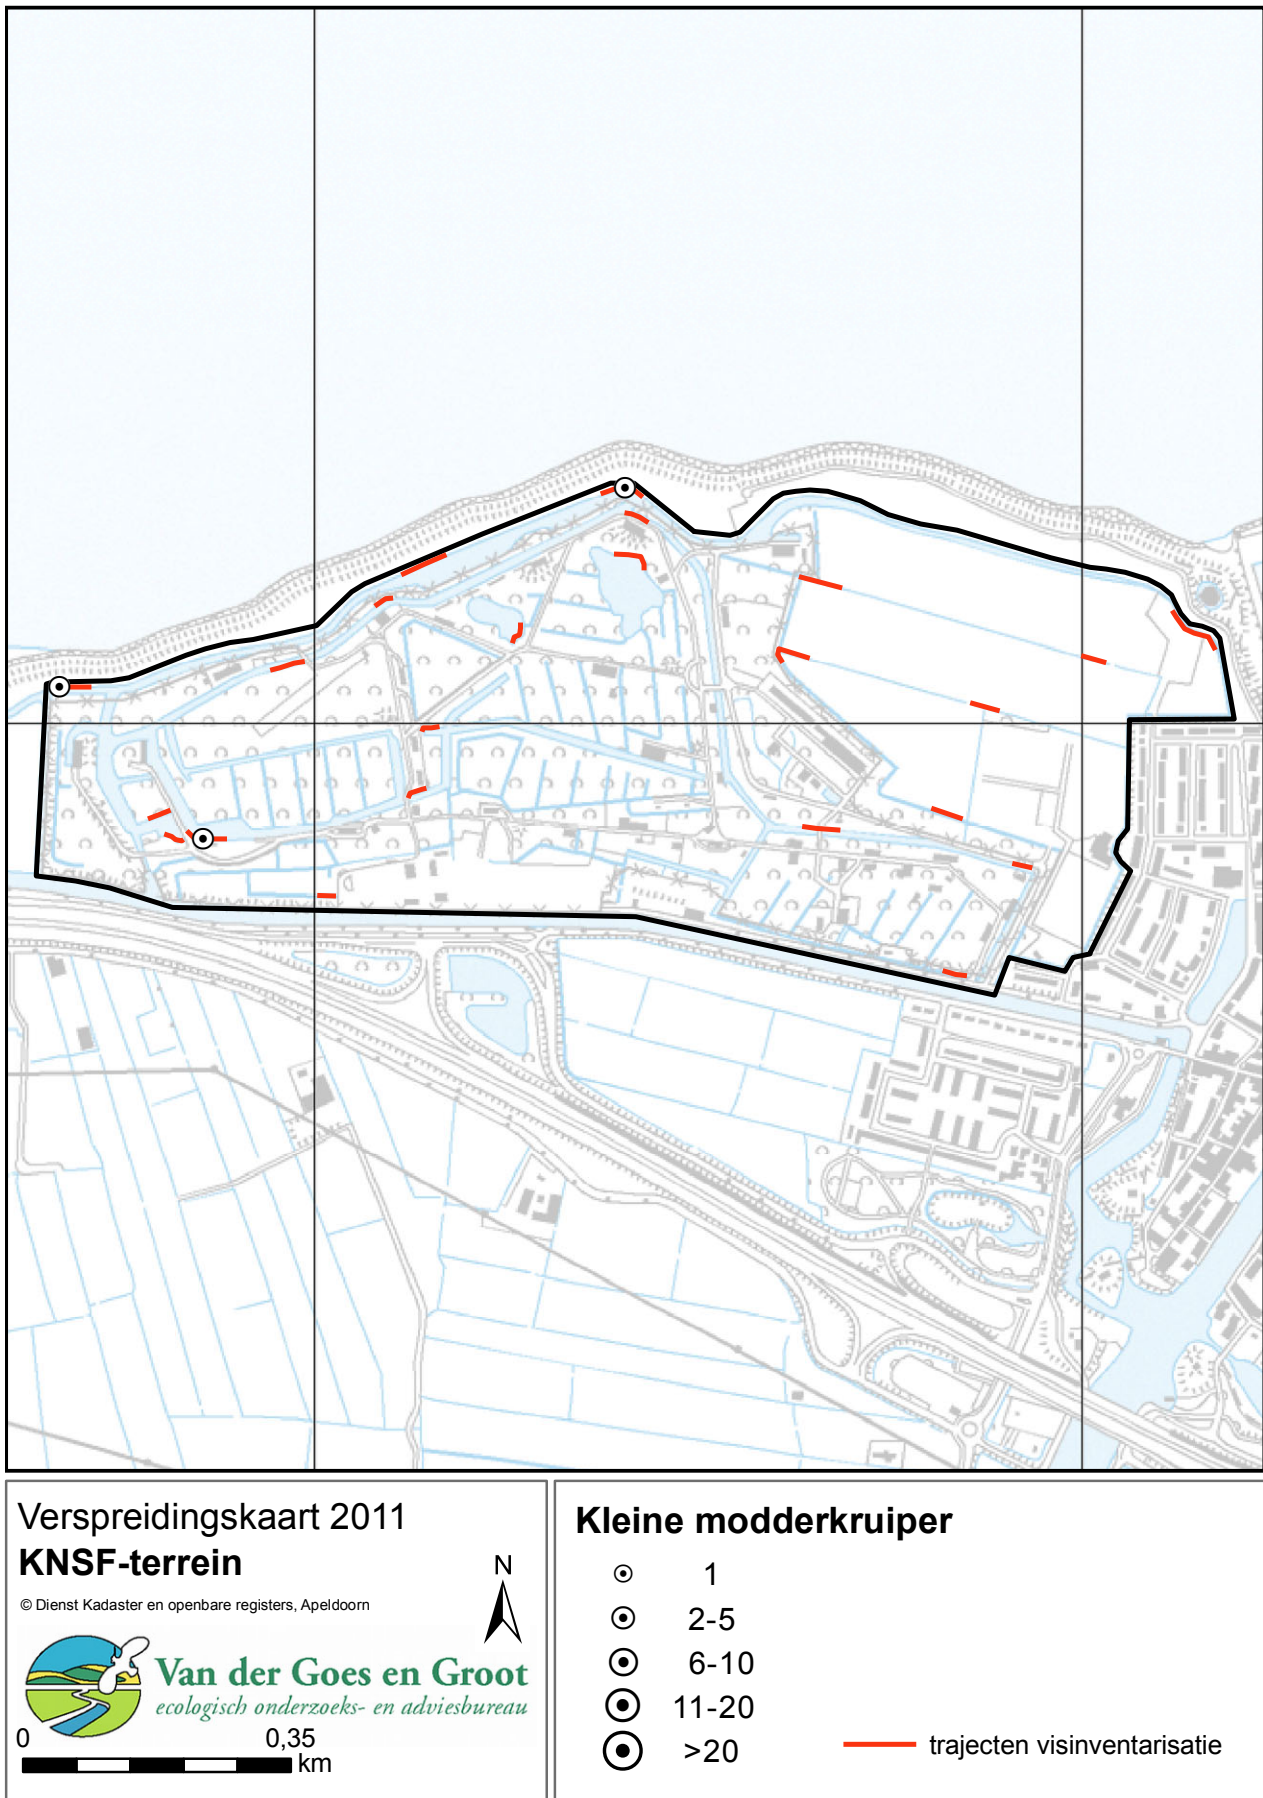 Verspreidingskaart 2011
KNSF-terrein
N
© Dienst Kadaster en openbare registers, Apeldoorn
Van der Goes en Groot
ecologisch onderzoeks- en adviesbureau
0 0,35
km
Kleine modderkruiper
1
2-5
6-10
11-20
>20
trajecten visinventarisatie